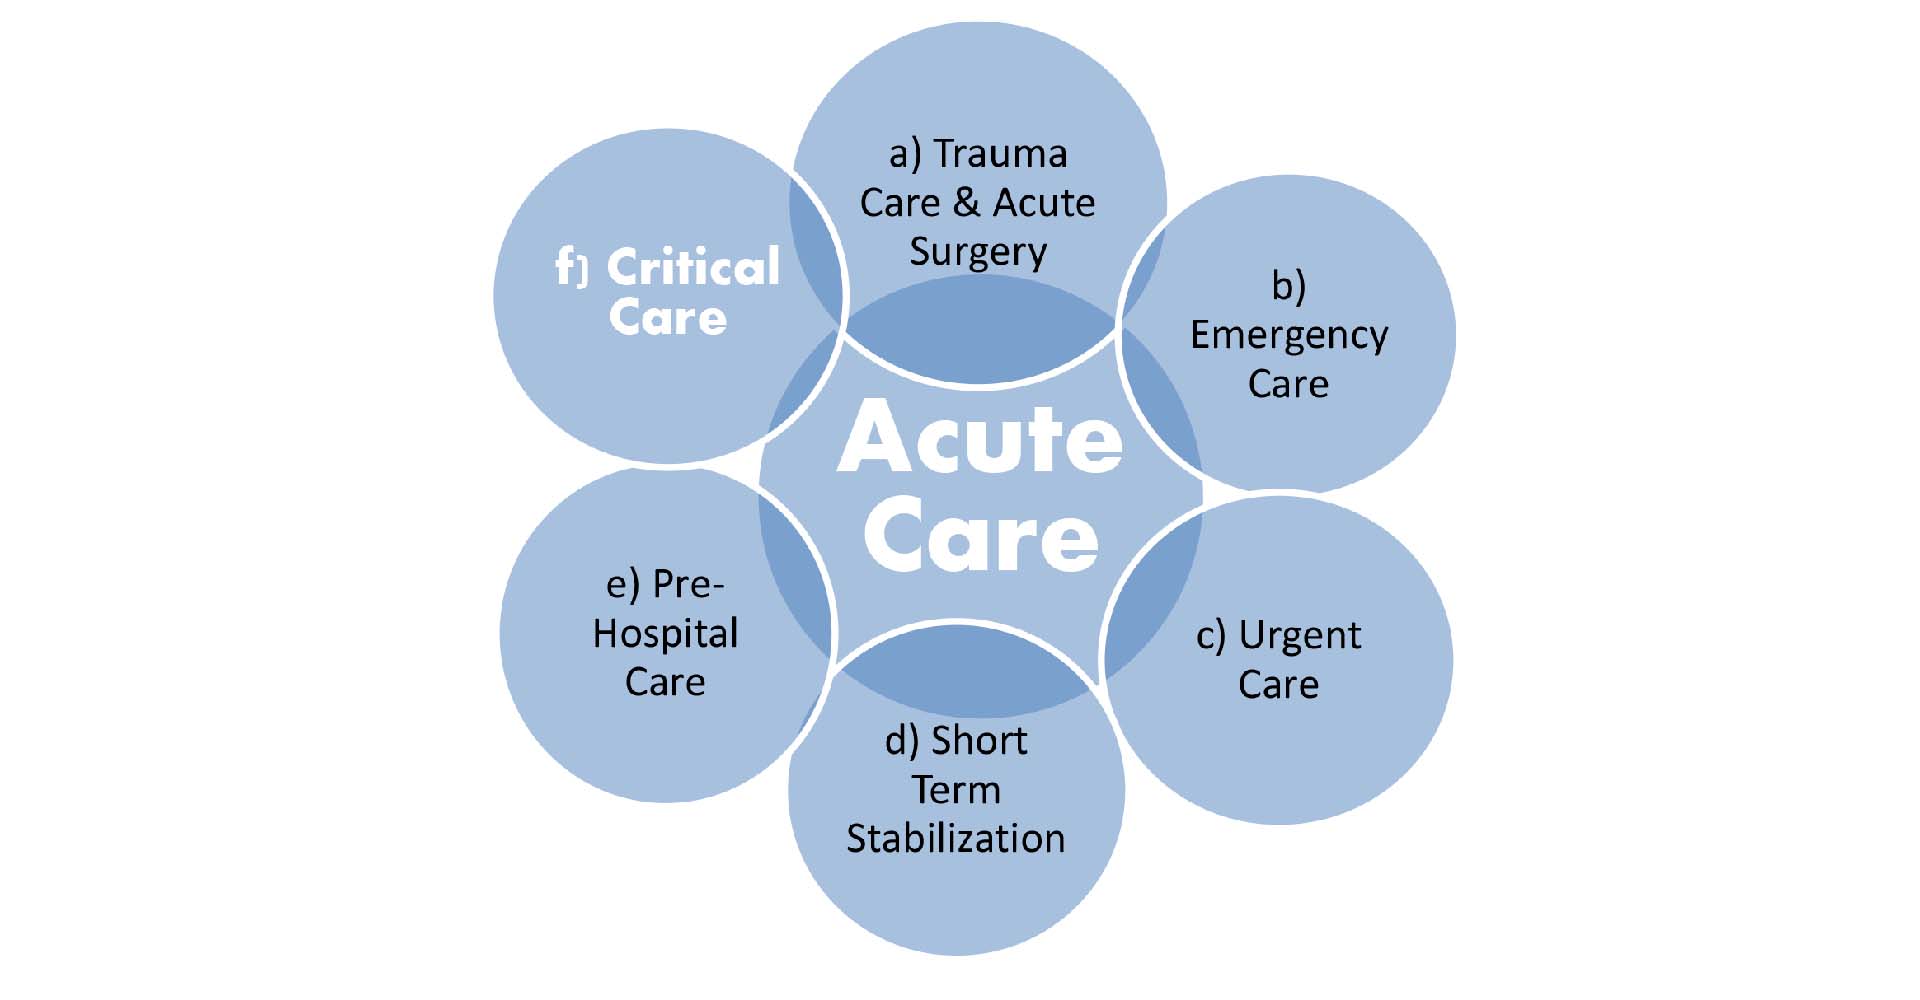 a) Trauma
Care & Acute
Surgery
b)
Emergency
Care
c) Urgent
Care
d) Short
Term
Stabilization
e) Pre-
Hospital
Care
f) Critical
Care
Acute
Care